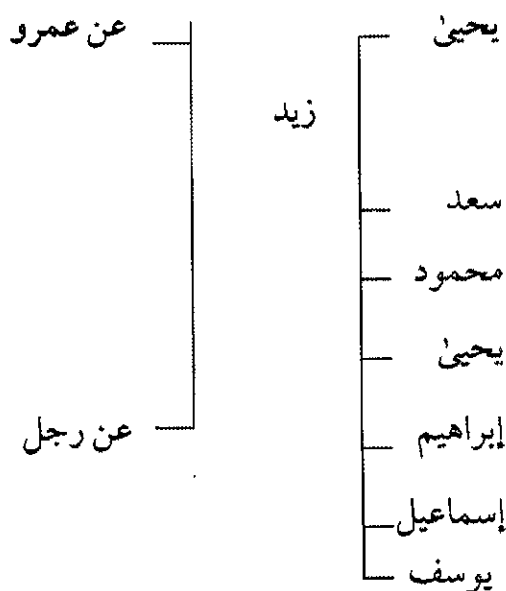 يحيىٰ
عن عمرو
زيد
سعد
محمود
يحيىٰ
إبراهيم
عن رجل
إسماعيل
يوسف